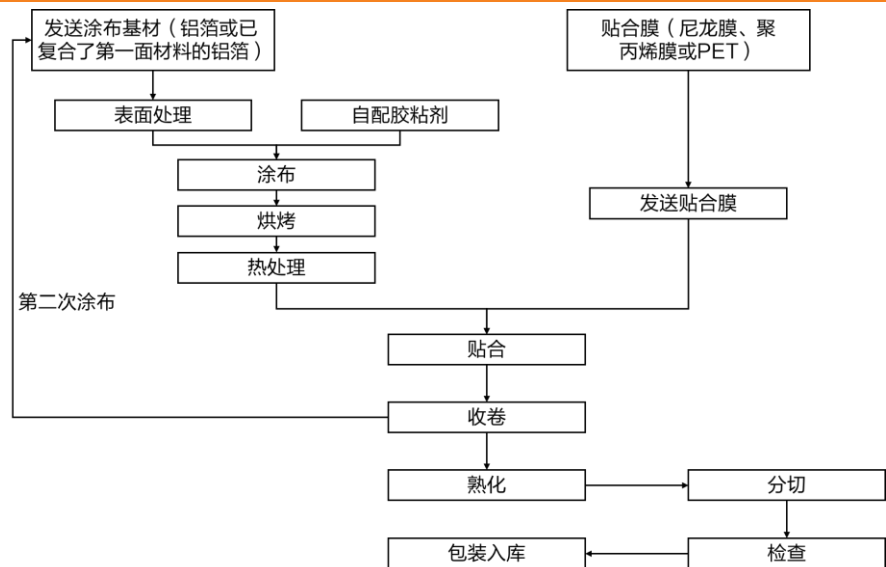 发送涂布基材（铝箔或已
复合了第一面材料的铝箔）
贴合膜（尼龙膜、聚
丙烯膜或PET）
表面处理
自配胶粘剂
涂布
发送贴合膜
烘烤
热处理
第二次涂布
贴合
收卷
熟化
分切
包装入库
检查